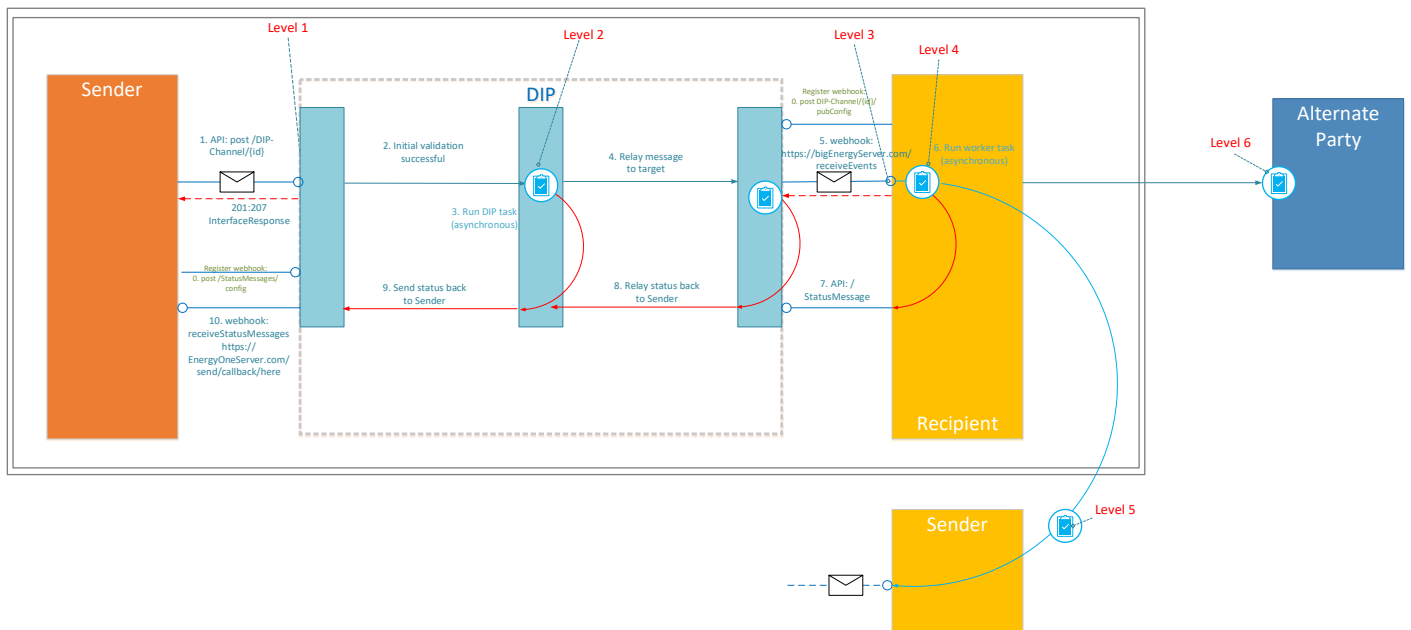 Level 1
Level 2
Level 3
Level 4
Sender
DIP
Register webhook:
0. post DIP-Channel/{id}/
pubConfig
Alternate
Party
1. API: post /DIP-
Channel/{id}
2. Initial validation
successful
4. Relay message
to target
5. webhook:
https://bigEnergyServer.com/
receiveEvents
6. Run worker task
(asynchronous)
Level 6
201:207
InterfaceResponse
3. Run DIP task
(asynchronous)
Register webhook:
0. post /StatusMessages/
config
9. Send status back
to Sender
8. Relay status back
to Sender
7. API: /
StatusMessage
10. webhook:
receiveStatusMessages
https://
EnergyOneServer.com/
send/callback/here
Recipient
Level 5
Sender